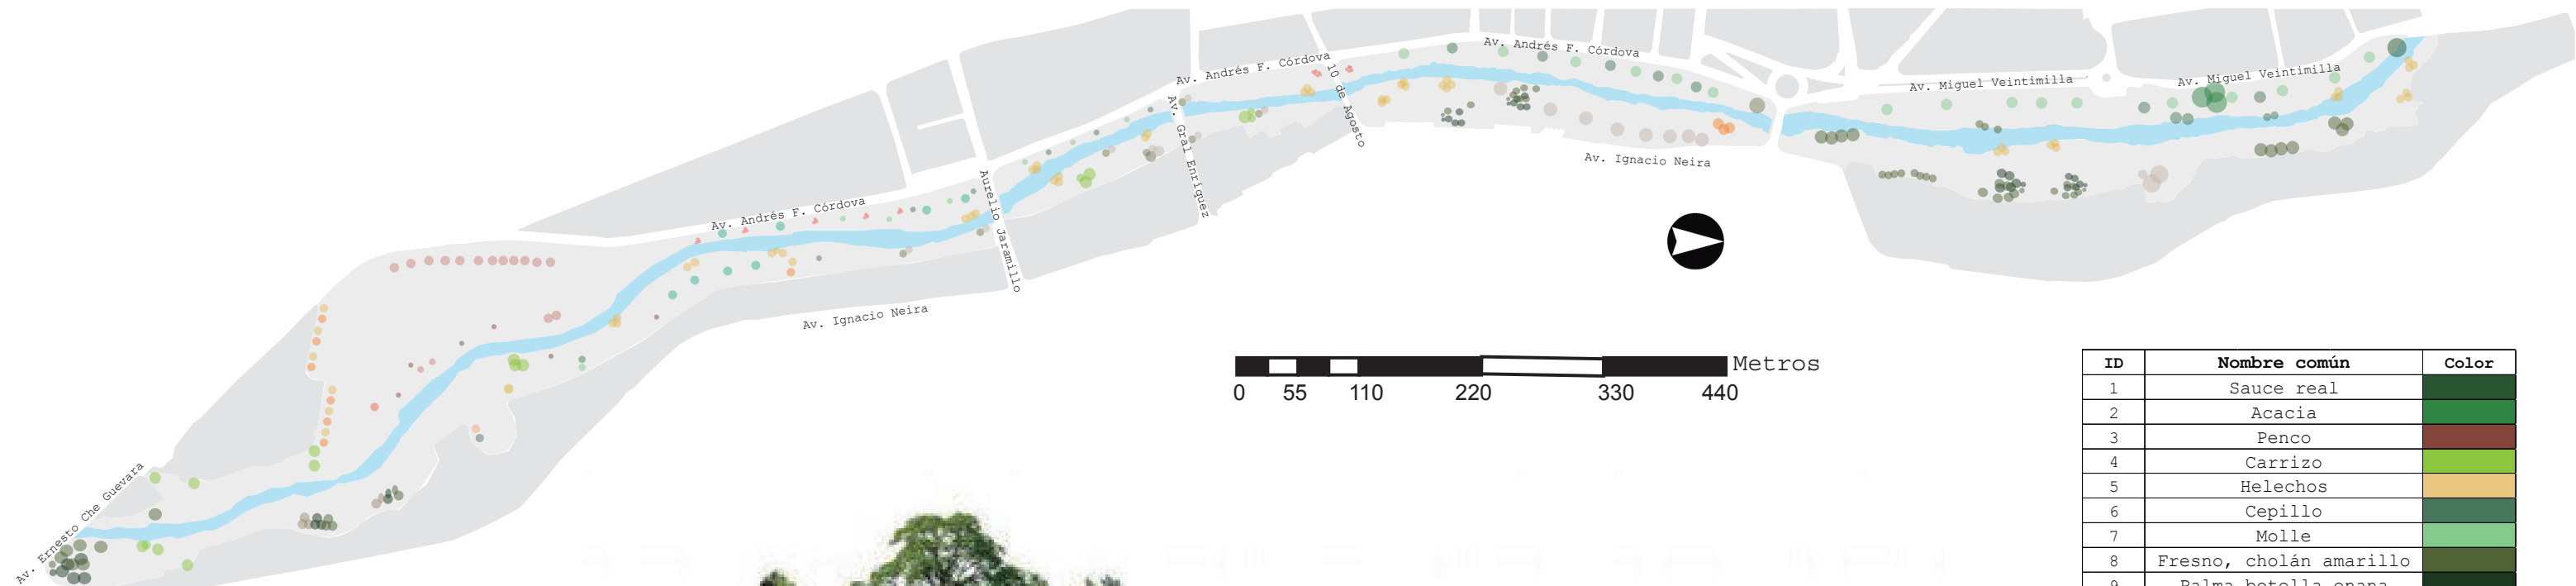 Av. Andrés F. Córdova
Av. Andrés F. Córdova
10 de Agosto
Av. Gral Enríquez
Av. Miguel Veintimilla
Av. Miguel Veintimilla
Av. Ignacio Neira
Aurelio Jaramillo
Av. Andrés F. Córdova
Av. Ignacio Neira
Av. Ernesto Che Guevara
Metros
0 55 110 220 330 440
ID Nombre común Color
1 Sauce real
2 Acacia
3 Penco
4 Carrizo
5 Helechos
6 Cepillo
7 Molle
8 Fresno, cholán amarillo
9 Palma botella enana